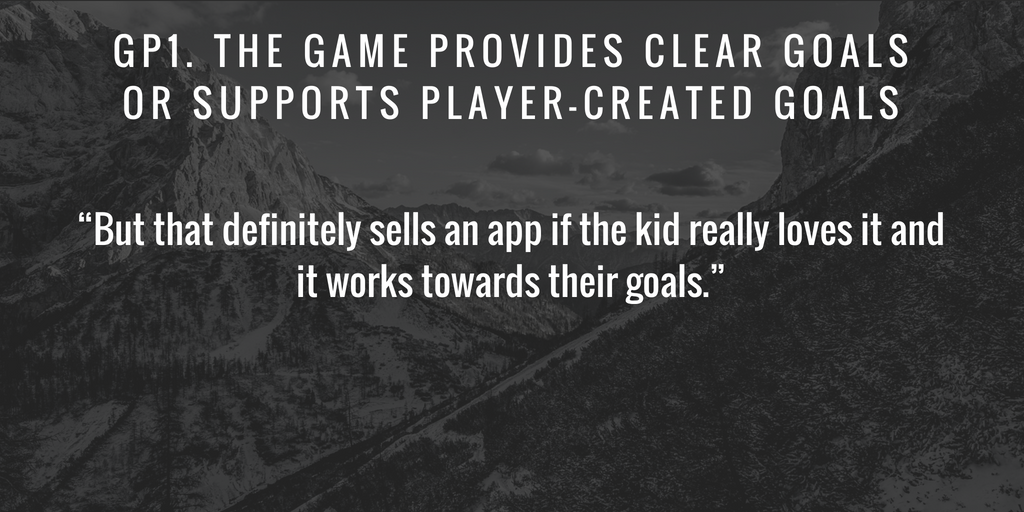 GP1. THE GAME PROVIDES CLEAR GOALS
OR SUPPORTS PLAYER-CREATED GOALS
“But that definitely sells an app if the kid really loves it and
it works towards their goals.”